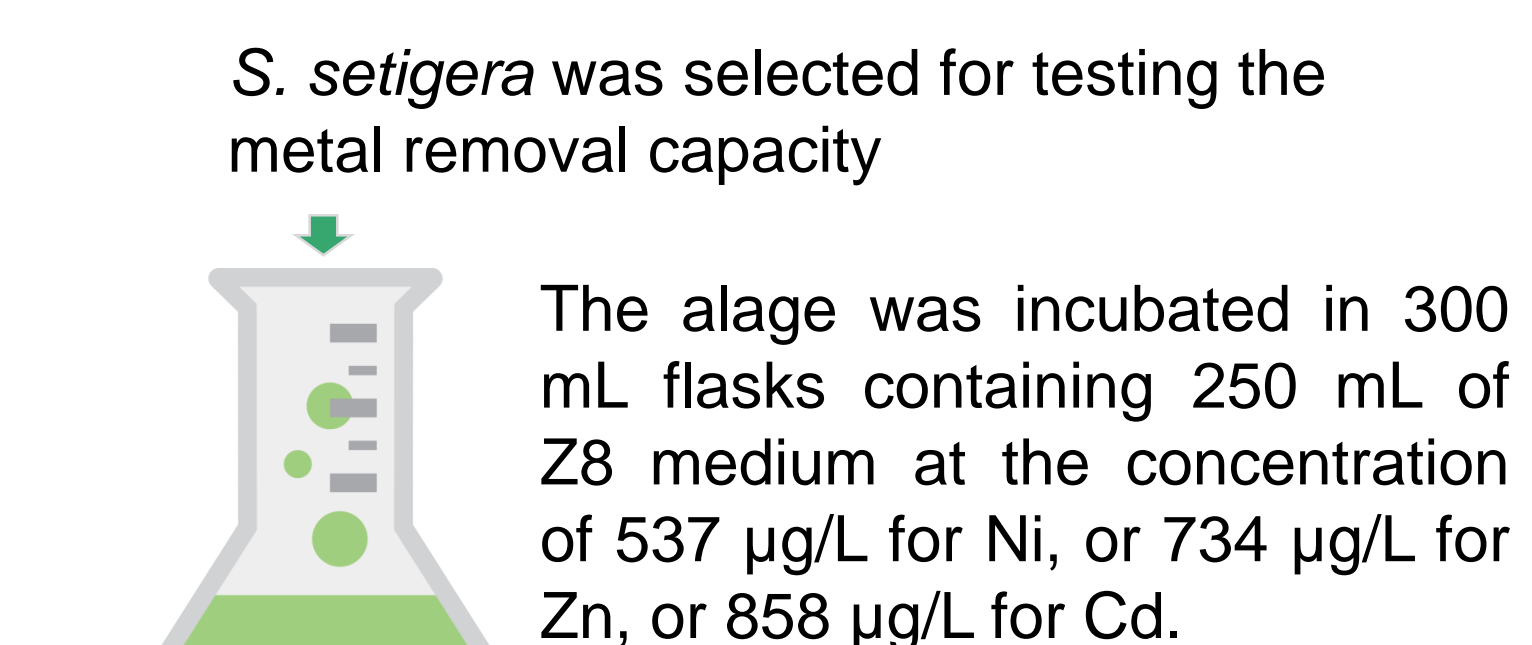 S. setigera was selected for testing the
metal removal capacity
The alage was incubated in 300
mL flasks containing 250 mL of
Z8 medium at the concentration
of 537 µg/L for Ni, or 734 µg/L for
Zn, or 858 µg/L for Cd.